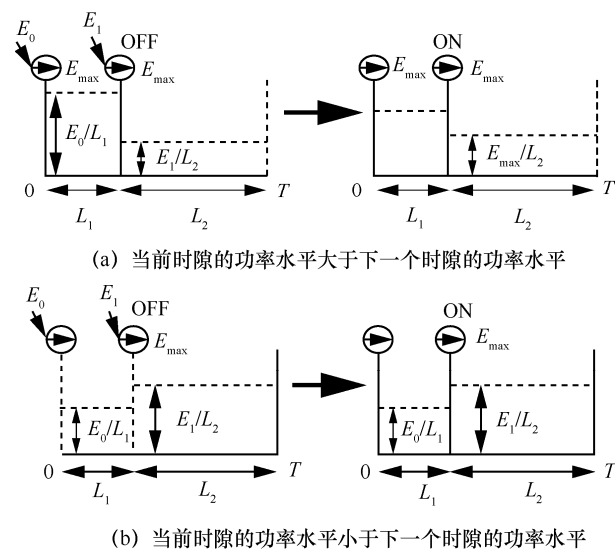 E₀ E₁ OFF ON
Eₘₐₓ Eₘₐₓ Eₘₐₓ Eₘₐₓ
E₀/L₁ E₁/L₂ Eₘₐₓ/L₂
0 T 0 T
L₁ L₂ L₁ L₂
(a) 当前时隙的功率水平大于下一个时隙的功率水平
E₀ E₁ OFF ON
Eₘₐₓ Eₘₐₓ
E₀/L₁ E₁/L₂ E₀/L₁ E₁/L₂
0 T 0 T
L₁ L₂ L₁ L₂
(b) 当前时隙的功率水平小于下一个时隙的功率水平